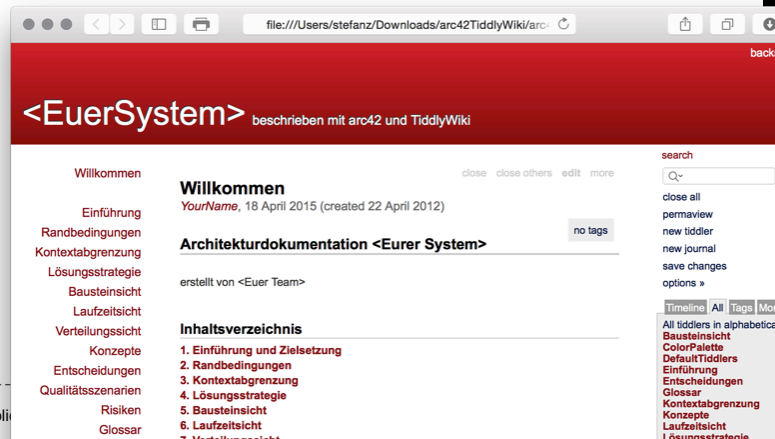 file:///Users/stefanz/Downloads/arc42TiddlyWiki/arc
<EuerSystem> beschrieben mit arc42 und TiddlyWiki
Willkommen
Einführung
Randbedingungen
Kontextabgrenzung
Lösungsstrategie
Bausteinsicht
Laufzeitsicht
Verteilungssicht
Konzepte
Entscheidungen
Qualitätsszenarien
Risiken
Glossar
close close others edit more
Willkommen
YourName, 18 April 2015 (created 22 April 2012)
no tags
Architekturdokumentation <Eurer System>
erstellt von <Euer Team>
Inhaltsverzeichnis
1. Einführung und Zielsetzung
2. Randbedingungen
3. Kontextabgrenzung
4. Lösungsstrategie
5. Bausteinsicht
6. Laufzeitsicht
7. Verteilungssicht
search
close all
permaview
new tiddler
new journal
save changes
options »
Timeline All Tags
All tiddlers in alphabetica
Bausteinsicht
ColorPalette
DefaultTiddlers
Einführung
Entscheidungen
Glossar
Kontextabgrenzung
Konzepte
Laufzeitsicht
Lösungsstrategie